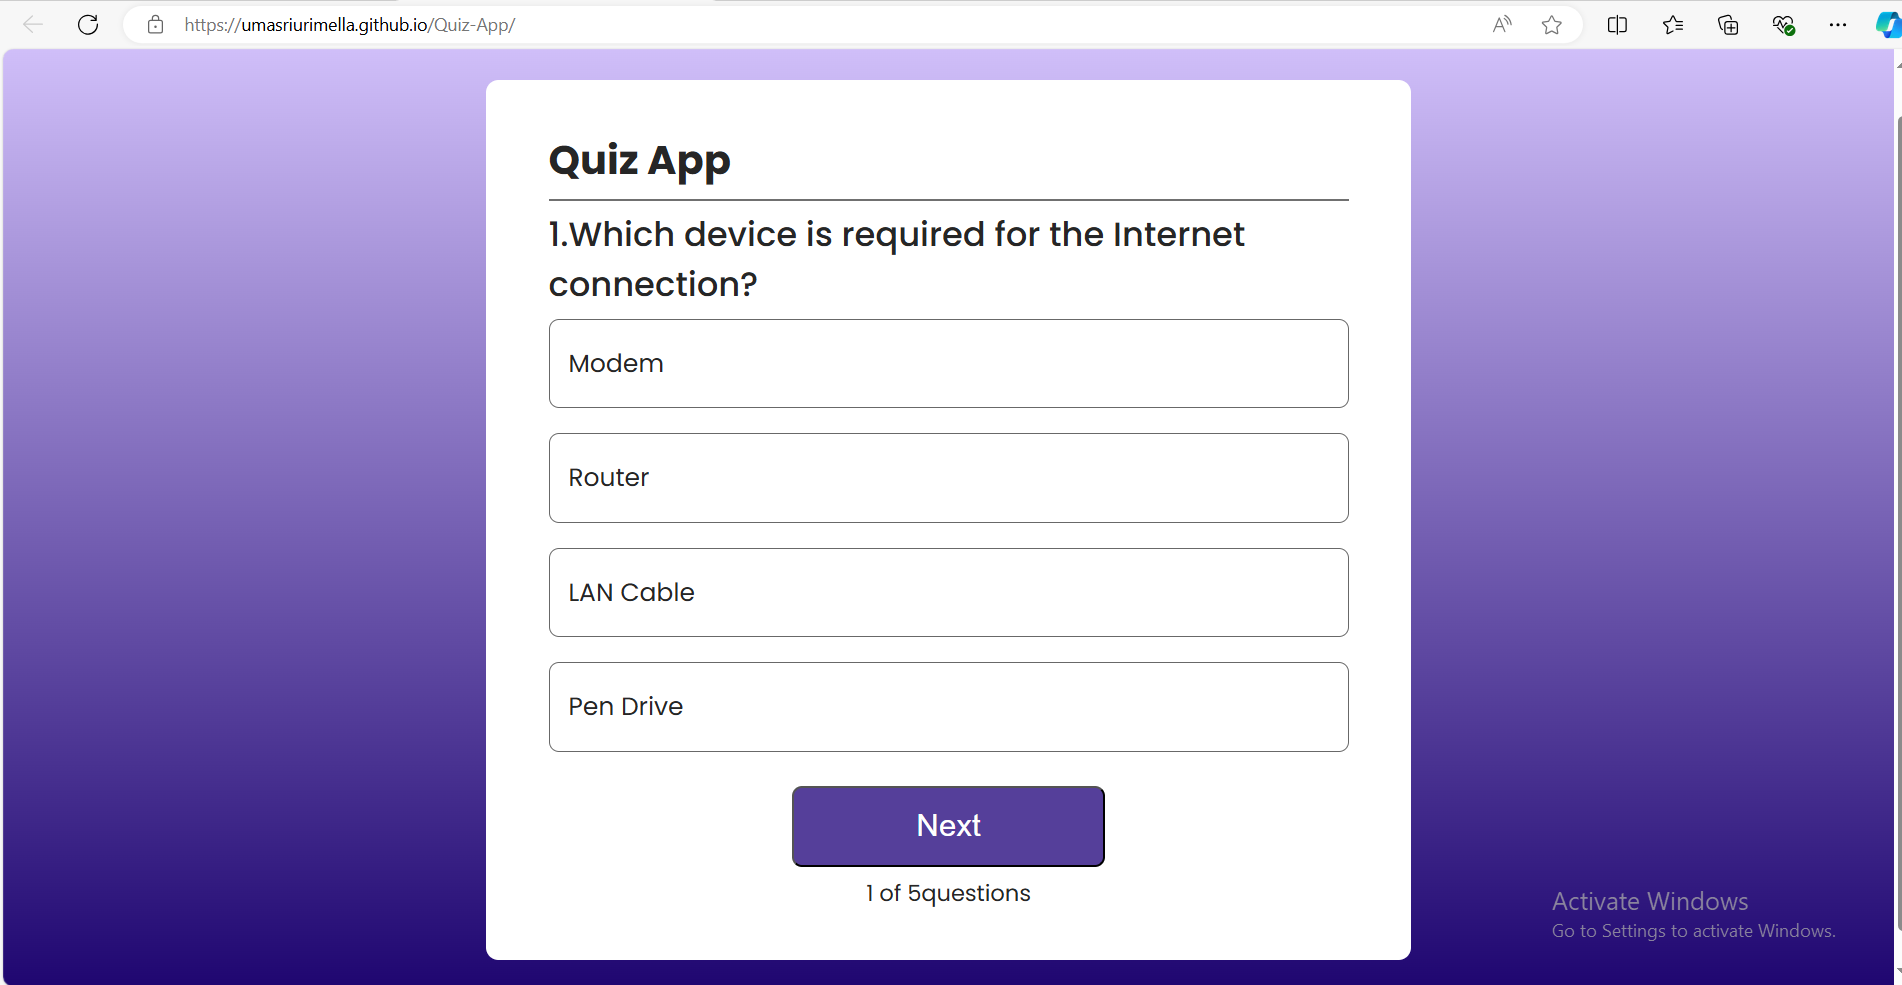 https://umasriurimella.github.io/Quiz-App/
Quiz App
1.Which device is required for the Internet
connection?
Modem
Router
LAN Cable
Pen Drive
Next
1 of 5questions
Activate Windows
Go to Settings to activate Windows.